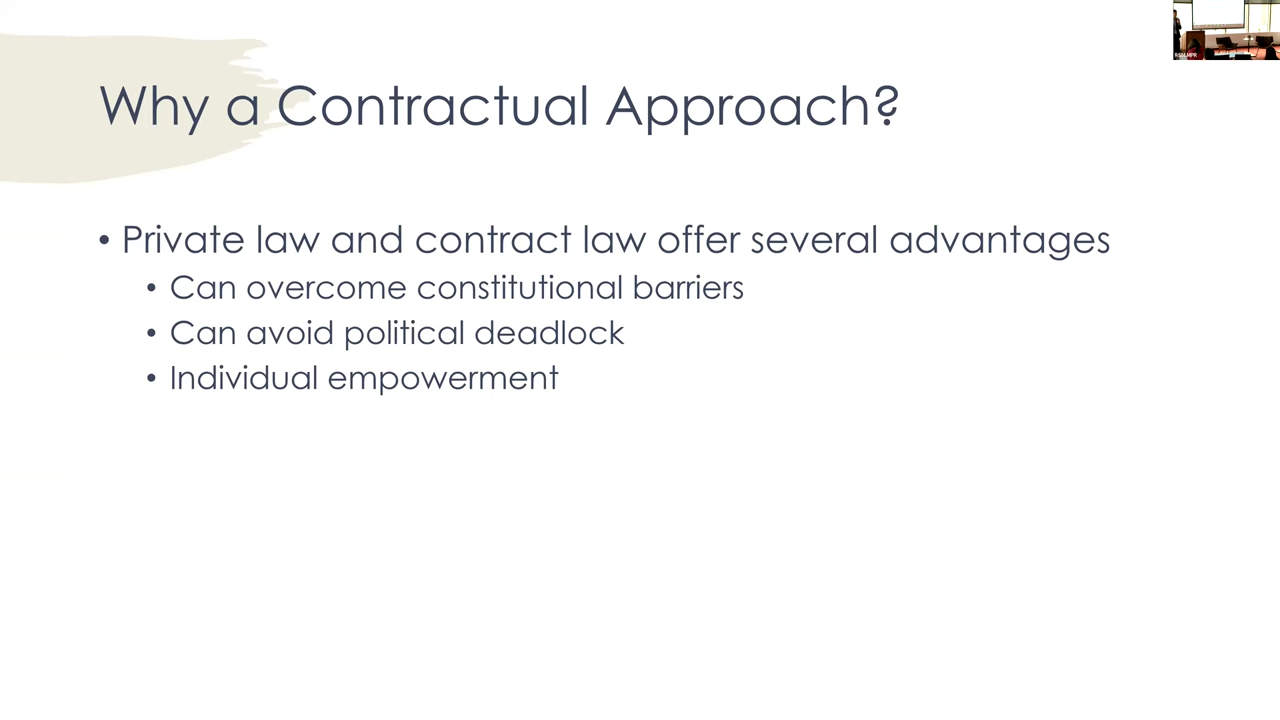 Why a Contractual Approach?
• Private law and contract law offer several advantages
• Can overcome constitutional barriers
• Can avoid political deadlock
• Individual empowerment